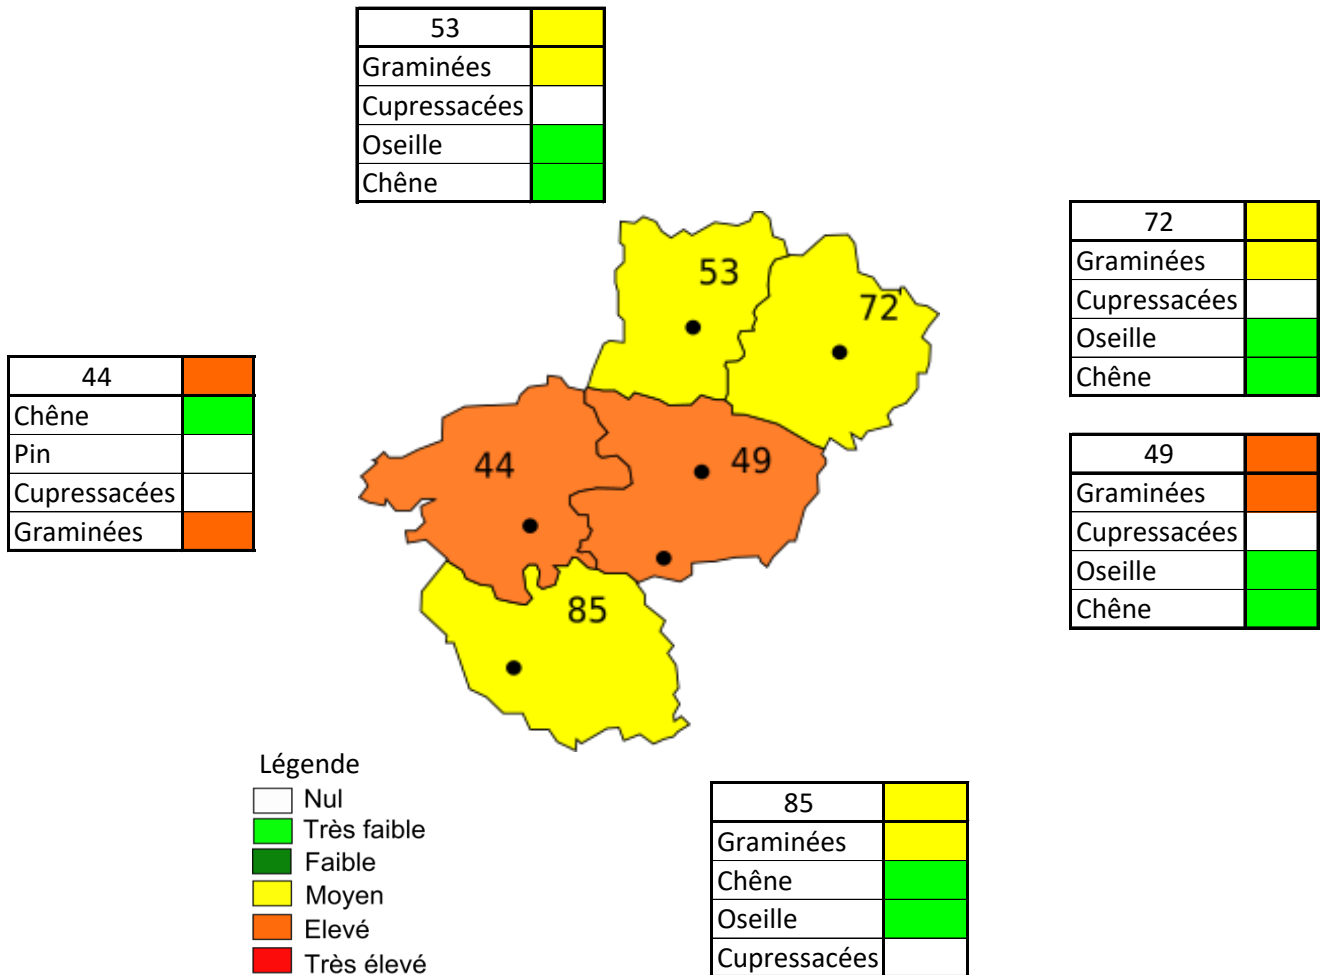 53
Graminées
Cupressacées
Oseille
Chêne
72
Graminées
Cupressacées
Oseille
Chêne
44
Chêne
Pin
Cupressacées
Graminées
49
Graminées
Cupressacées
Oseille
Chêne
53
72
44
49
85
Légende
Nul
Très faible
Faible
Moyen
Elevé
Très élevé
85
Graminées
Chêne
Oseille
Cupressacées